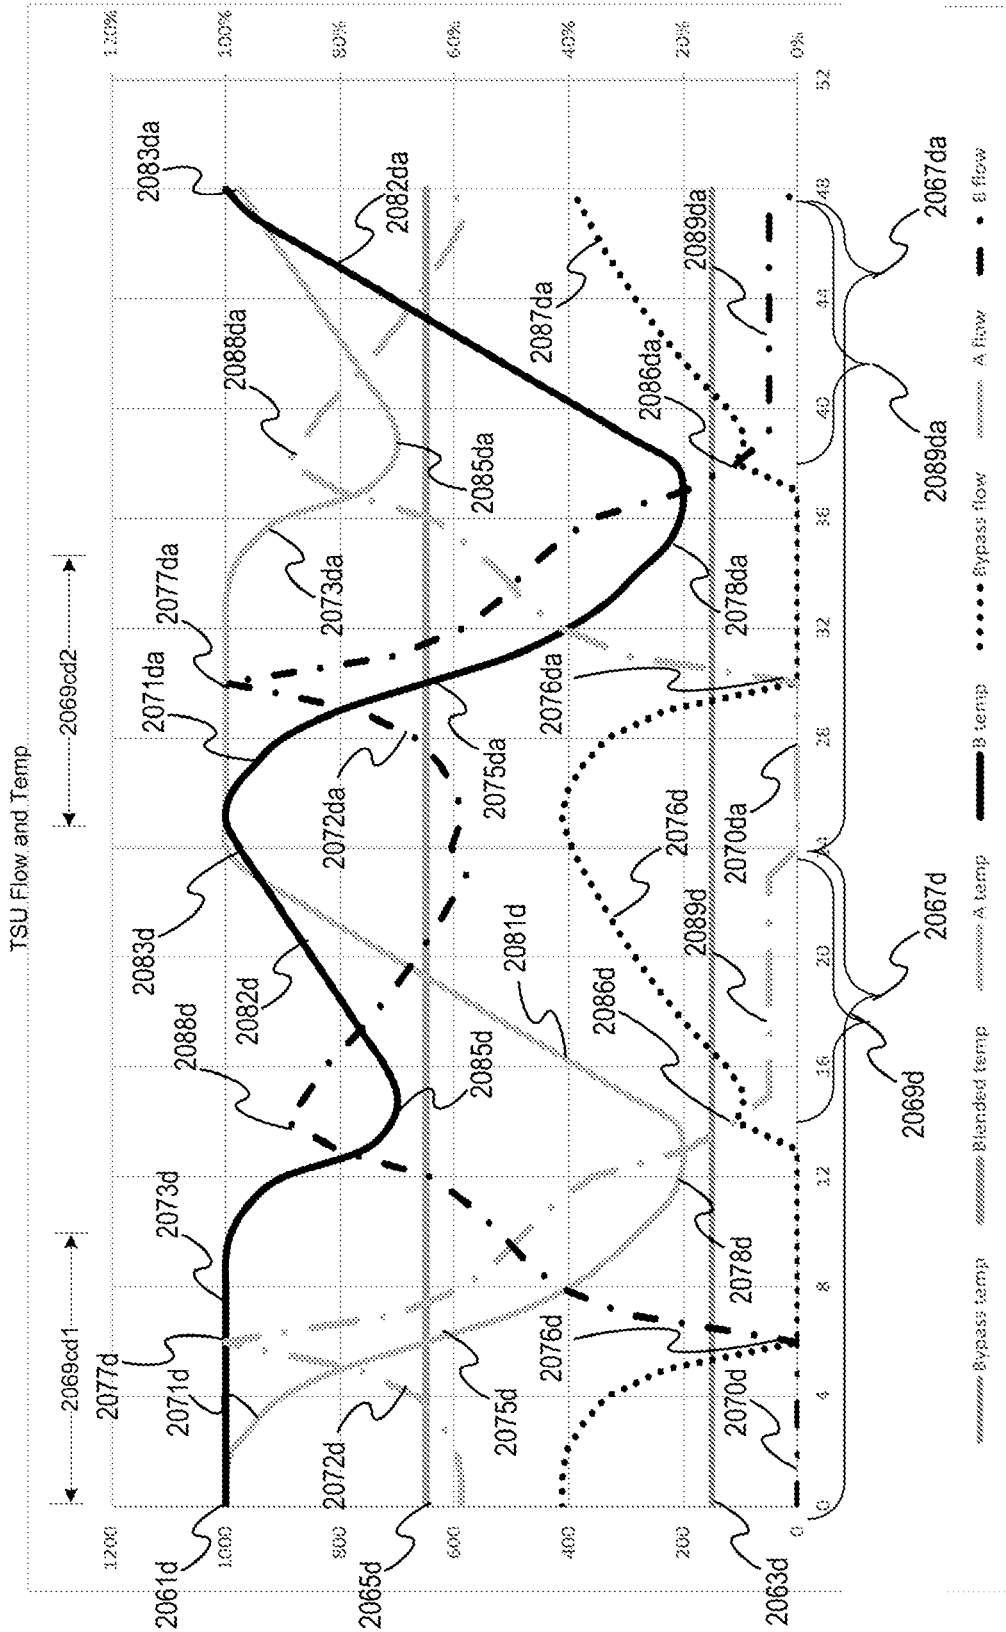 TSU Flow and Temp
2069cd1
2069cd2
1200
1000
800
600
400
200
0
120%
100%
80%
60%
40%
20%
0%
0
4
8
12
16
20
24
28
32
36
40
44
48
52
2061d
2065d
2063d
2077d
2071d
2072d
2073d
2075d
2076d
2070d
2078d
2088d
2085d
2082d
2083d
2081d
2086d
2089d
2076d
2070da
2072da
2071da
2077da
2075da
2076da
2073da
2078da
2088da
2085da
2086da
2087da
2089da
2082da
2083da
2069d
2067d
2089da
2067da
Bypass temp
Blended temp
A temp
B temp
Bypass flow
A flow
B flow